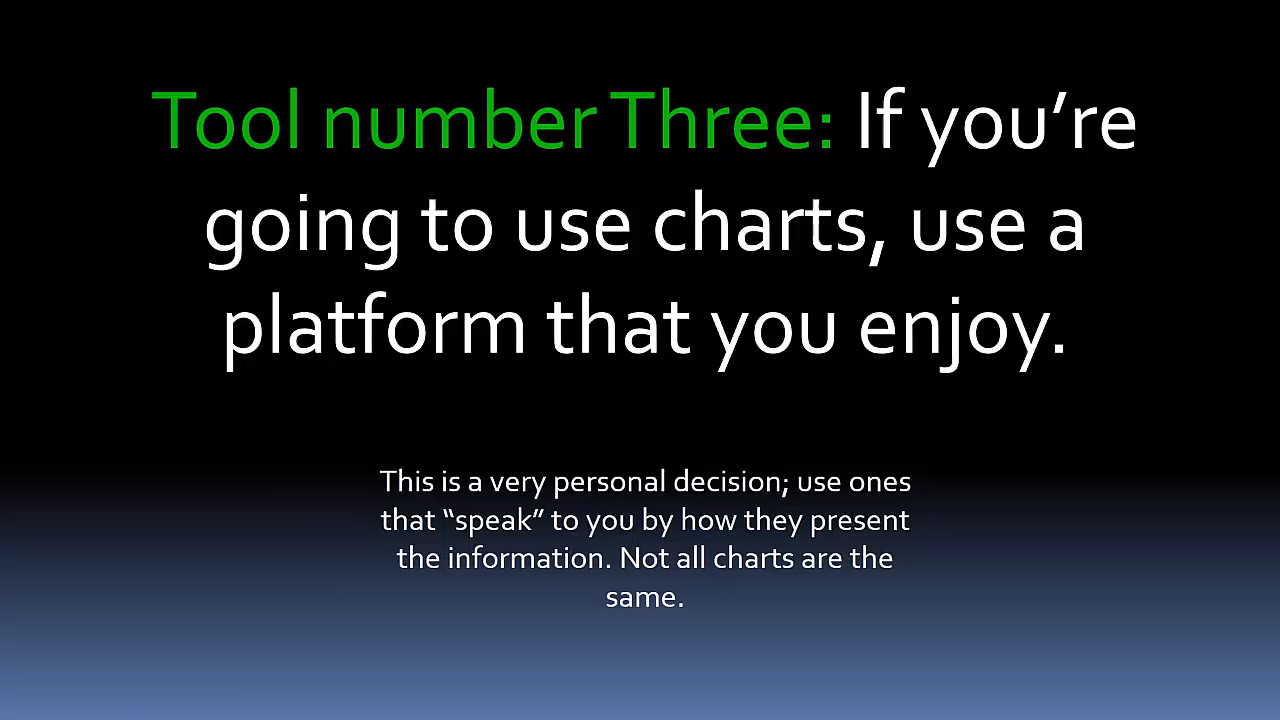 Tool number Three: If you’re
going to use charts, use a
platform that you enjoy.
This is a very personal decision; use ones
that “speak” to you by how they present
the information. Not all charts are the
same.